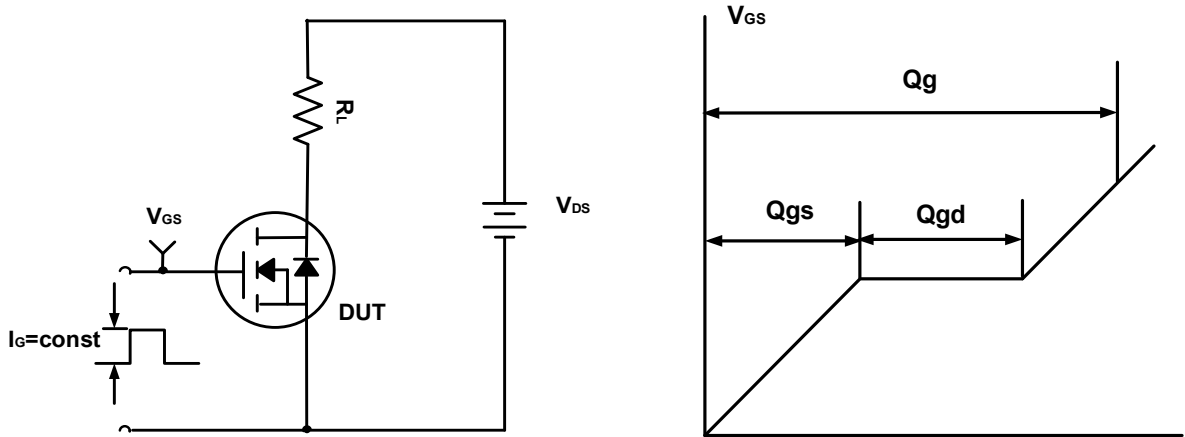 RL
VGS
VDS
DUT
IG=const
VGS
Qg
Qgs
Qgd